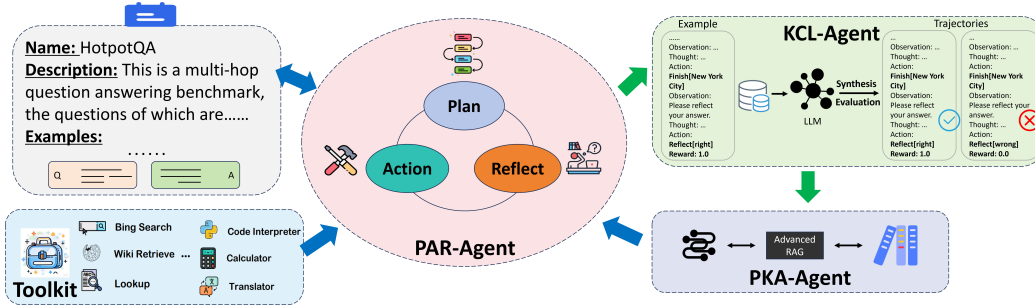 Name: HotpotQA
Description: This is a multi-hop
question answering benchmark,
the questions of which are……
Examples:
……
Q
A
Toolkit
Bing Search
Wiki Retrieve ...
Lookup
Code Interpreter
Calculator
Translator
Plan
Action
Reflect
PAR-Agent
Example
KCL-Agent
Trajectories
......
Observation: ...
Thought: ...
Action:
Finish[New York
City]
Observation:
Please reflect
your answer.
Thought: ...
Action:
Reflect[right]
Reward: 1.0
LLM
Synthesis
Evaluation
...
Observation: ...
Thought: ...
Action:
Finish[New York
City]
Observation:
Please reflect
your answer.
Thought: ...
Action:
Reflect[right]
Reward: 1.0
...
Observation: ...
Thought: ...
Action:
Finish[New York
City]
Observation:
Please reflect your
answer.
Thought: ...
Action:
Reflect[wrong]
Reward: 0.0
Advanced
RAG
PKA-Agent